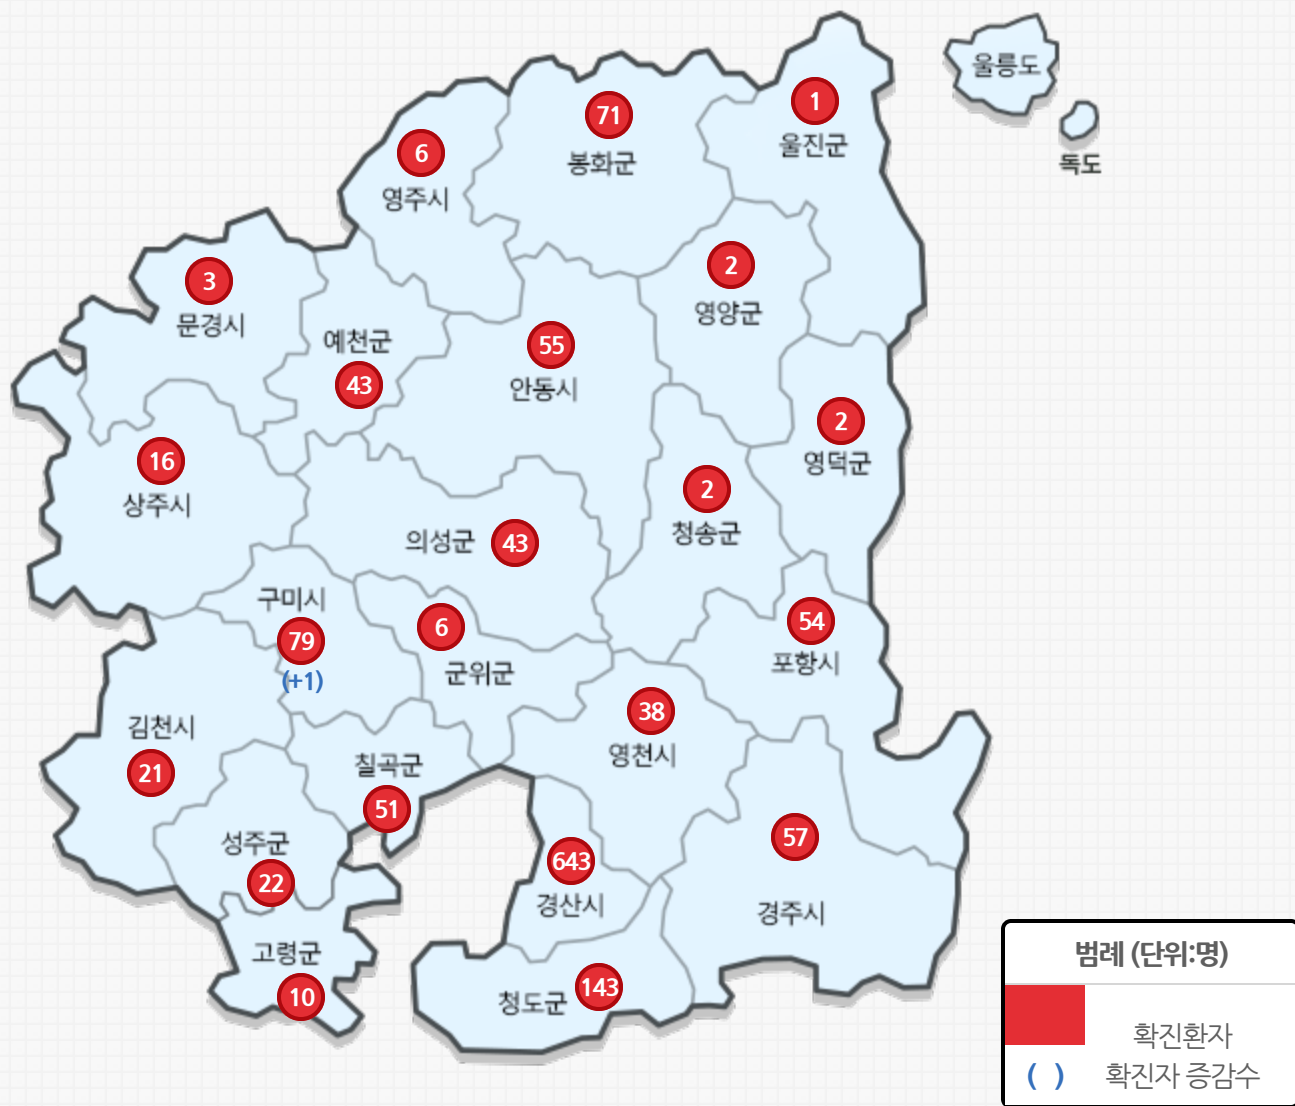 울릉도
독도
1
울진군
71
봉화군
6
영주시
2
영양군
3
문경시
예천군
43
55
안동시
2
영덕군
16
상주시
2
청송군
의성군
43
구미시
79
(+1)
6
군위군
54
포항시
38
영천시
김천시
21
칠곡군
51
57
경주시
성주군
22
643
경산시
고령군
10
청도군
143
범례 (단위:명)
확진환자
( ) 확진자 증감수